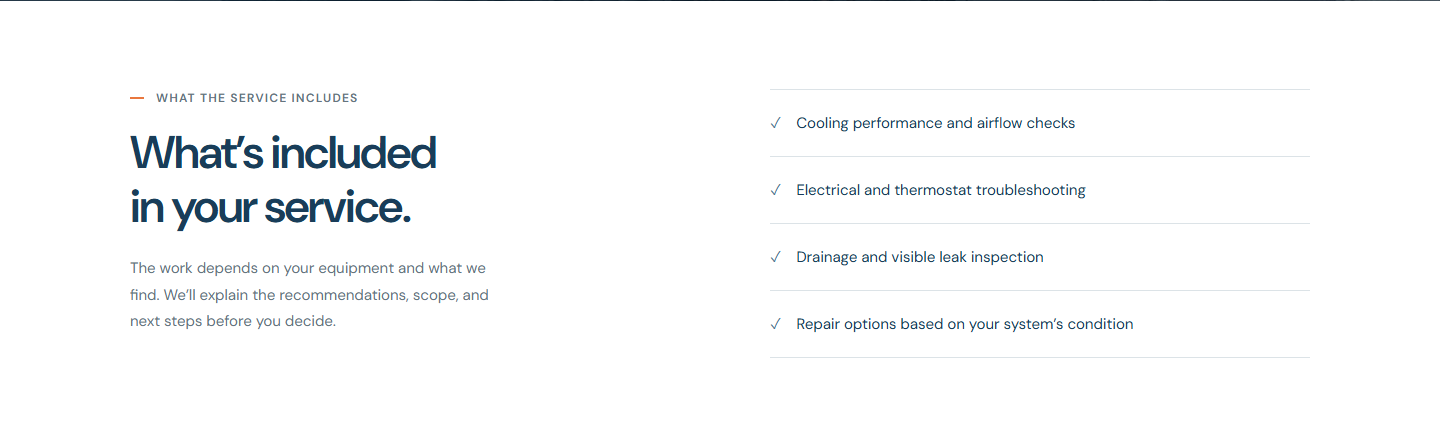 WHAT THE SERVICE INCLUDES
What’s included
in your service.
The work depends on your equipment and what we
find. We’ll explain the recommendations, scope, and
next steps before you decide.
✓ Cooling performance and airflow checks
✓ Electrical and thermostat troubleshooting
✓ Drainage and visible leak inspection
✓ Repair options based on your system’s condition